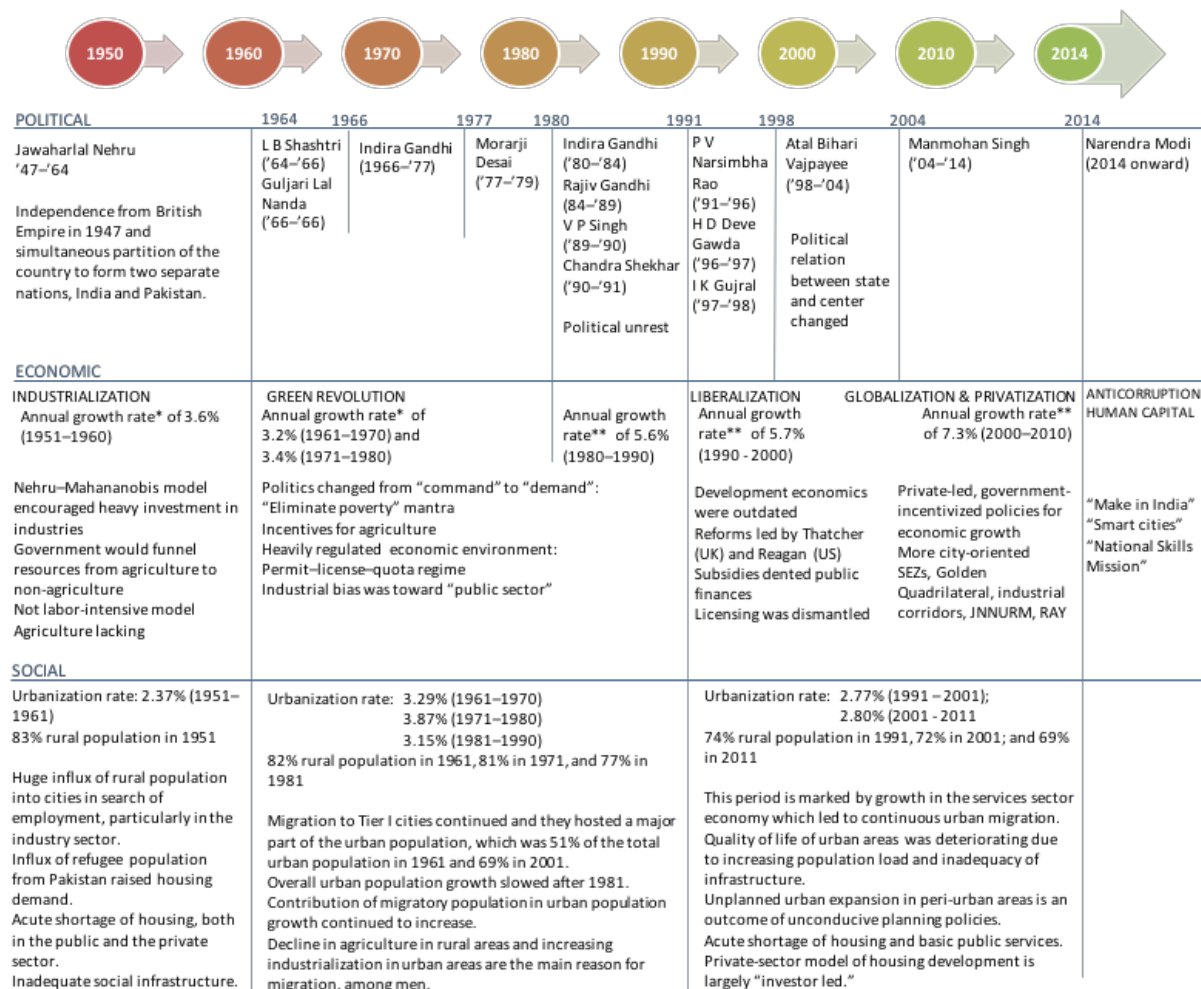 1950 1960 1970 1980 1990 2000 2010 2014
POLITICAL
1964 1966 1977 1980 1991 1998 2004 2014
Jawaharlal Nehru
'47–'64
Independence from British
Empire in 1947 and
simultaneous partition of the
country to form two separate
nations, India and Pakistan.
L B Shashtri
('64–'66)
Guljari Lal
Nanda
('66–'66)
Indira Gandhi
(1966–'77)
Morarji
Desai
('77–'79)
Indira Gandhi
('80–'84)
Rajiv Gandhi
(84–'89)
V P Singh
('89–'90)
Chandra Shekhar
('90–'91)
Political unrest
P V
Narsimbha
Rao
('91–'96)
H D Deve
Gawda
('96–'97)
I K Gujral
('97–'98)
Atal Bihari
Vajpayee
('98–'04)
Political
relation
between state
and center
changed
Manmohan Singh
('04–'14)
Narendra Modi
(2014 onward)
ECONOMIC
INDUSTRIALIZATION
Annual growth rate* of 3.6%
(1951–1960)
Nehru–Mahananobis model
encouraged heavy investment in
industries
Government would funnel
resources from agriculture to
non-agriculture
Not labor-intensive model
Agriculture lacking
GREEN REVOLUTION
Annual growth rate* of
3.2% (1961–1970) and
3.4% (1971–1980)
Annual growth
rate** of 5.6%
(1980–1990)
Politics changed from "command" to "demand":
"Eliminate poverty" mantra
Incentives for agriculture
Heavily regulated economic environment:
Permit–license–quota regime
Industrial bias was toward "public sector"
LIBERALIZATION
Annual growth
rate** of 5.7%
(1990 - 2000)
Development economics
were outdated
Reforms led by Thatcher
(UK) and Reagan (US)
Subsidies dented public
finances
Licensing was dismantled
GLOBALIZATION & PRIVATIZATION
Annual growth rate**
of 7.3% (2000–2010)
Private-led, government-
incentivized policies for
economic growth
More city-oriented
SEZs, Golden
Quadrilateral, industrial
corridors, JNNURM, RAY
ANTICORRUPTION
HUMAN CAPITAL
"Make in India"
"Smart cities"
"National Skills
Mission"
SOCIAL
Urbanization rate: 2.37% (1951–
1961)
83% rural population in 1951
Huge influx of rural population
into cities in search of
employment, particularly in the
industry sector.
Influx of refugee population
from Pakistan raised housing
demand.
Acute shortage of housing, both
in the public and the private
sector.
Inadequate social infrastructure.
Urbanization rate: 3.29% (1961–1970)
3.87% (1971–1980)
3.15% (1981–1990)
82% rural population in 1961, 81% in 1971, and 77% in
1981
Migration to Tier I cities continued and they hosted a major
part of the urban population, which was 51% of the total
urban population in 1961 and 69% in 2001.
Overall urban population growth slowed after 1981.
Contribution of migratory population in urban population
growth continued to increase.
Decline in agriculture in rural areas and increasing
industrialization in urban areas are the main reason for
migration, among men.
Urbanization rate: 2.77% (1991 – 2001);
2.80% (2001 - 2011
74% rural population in 1991, 72% in 2001; and 69%
in 2011
This period is marked by growth in the services sector
economy which led to continuous urban migration.
Quality of life of urban areas was deteriorating due
to increasing population load and inadequacy of
infrastructure.
Unplanned urban expansion in peri-urban areas is an
outcome of unconducive planning policies.
Acute shortage of housing and basic public services.
Private-sector model of housing development is
largely "investor led."